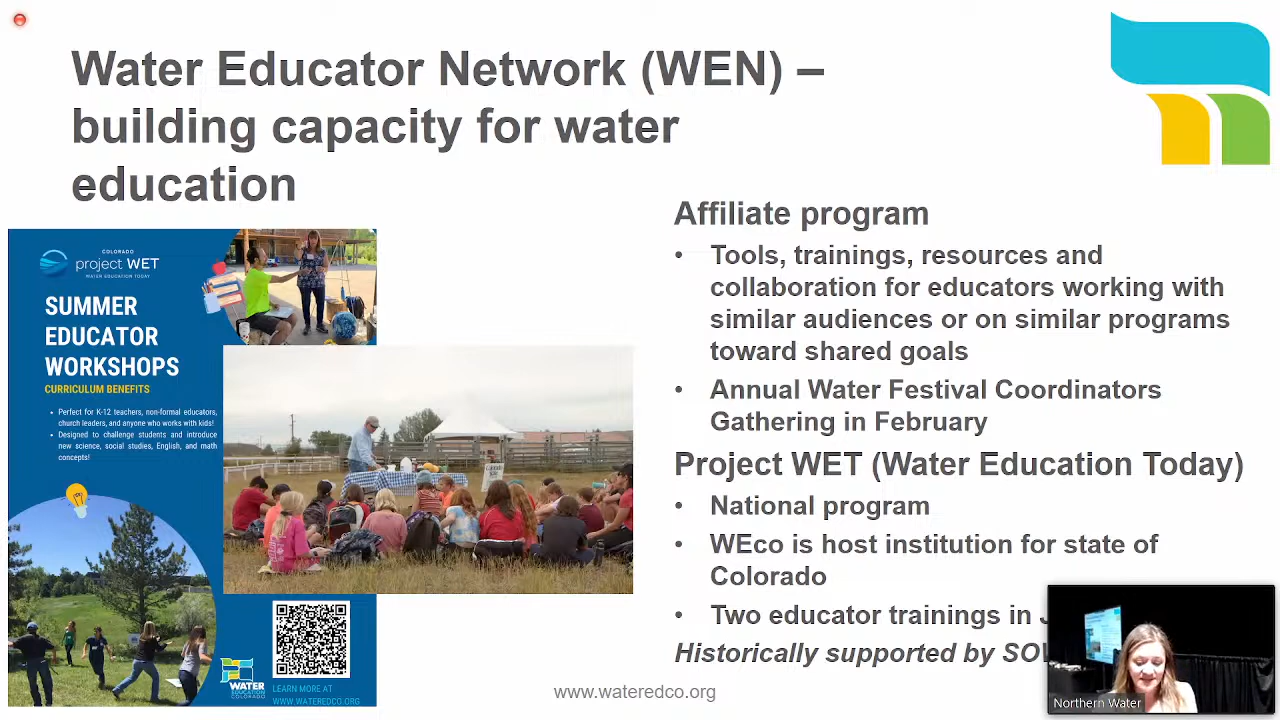 Water Educator Network (WEN) –
building capacity for water
education
COLORADO
project WET
WATER EDUCATION TODAY
SUMMER
EDUCATOR
WORKSHOPS
CURRICULUM BENEFITS
• Perfect for K-12 teachers, non-formal educators,
church leaders, and anyone who works with kids!
• Designed to challenge students and introduce
new science, social studies, English, and math
concepts!
WATER
EDUCATION
COLORADO
LEARN MORE AT
WWW.WATEREDCO.ORG
Affiliate program
• Tools, trainings, resources and
collaboration for educators working with
similar audiences or on similar programs
toward shared goals
• Annual Water Festival Coordinators
Gathering in February
Project WET (Water Education Today)
• National program
• WEco is host institution for state of
Colorado
• Two educator trainings in
Historically supported by
www.wateredco.org
Northern Water